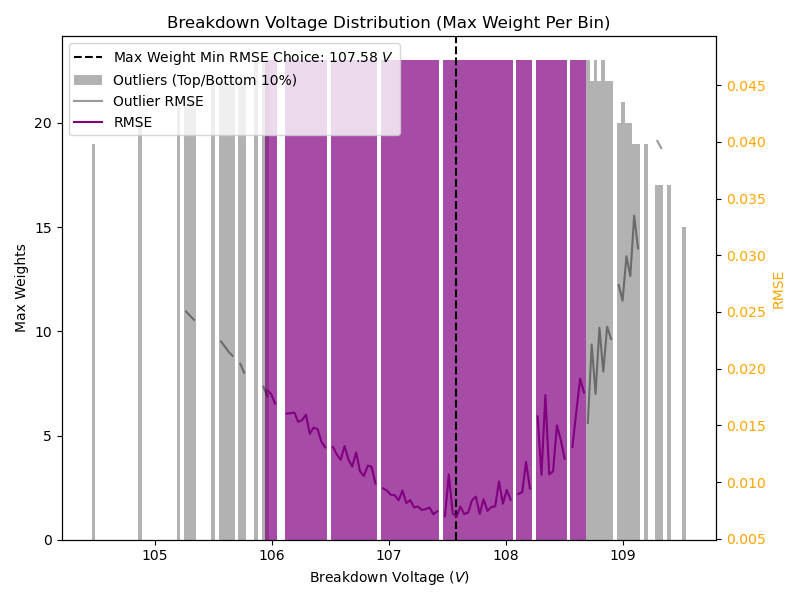 Breakdown Voltage Distribution (Max Weight Per Bin)
Max Weight Min RMSE Choice: 107.58 V
Outliers (Top/Bottom 10%)
Outlier RMSE
RMSE
Max Weights
0
5
10
15
20
105
106
107
108
109
Breakdown Voltage (V)
0.045
0.040
0.035
0.030
0.025
0.020
0.015
0.010
0.005
RMSE